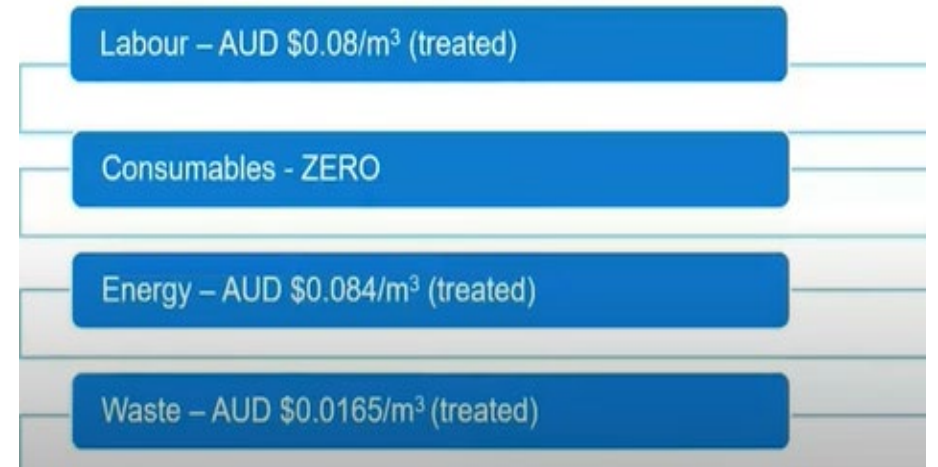 Labour – AUD $0.08/m³ (treated)
Consumables - ZERO
Energy – AUD $0.084/m³ (treated)
Waste – AUD $0.0165/m³ (treated)